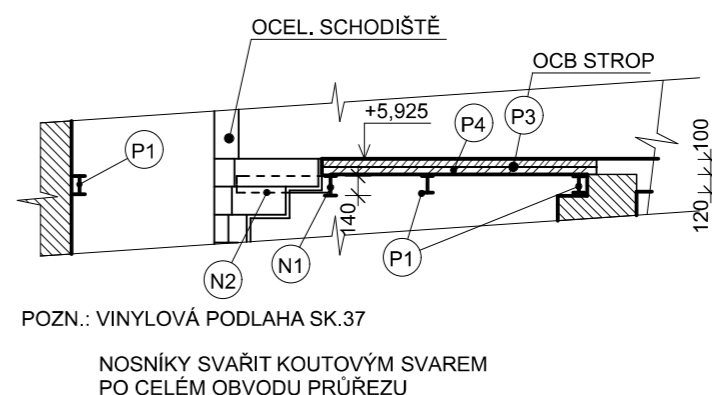 OCEL. SCHODIŠTĚ
OCB STROP
+5,925
P4
P3
P1
100
120
140
N2
N1
P1
POZN.: VINYLOVÁ PODLAHA SK.37
NOSNÍKY SVAŘIT KOUTOVÝM SVAREM
PO CELÉM OBVODU PRŮŘEZU